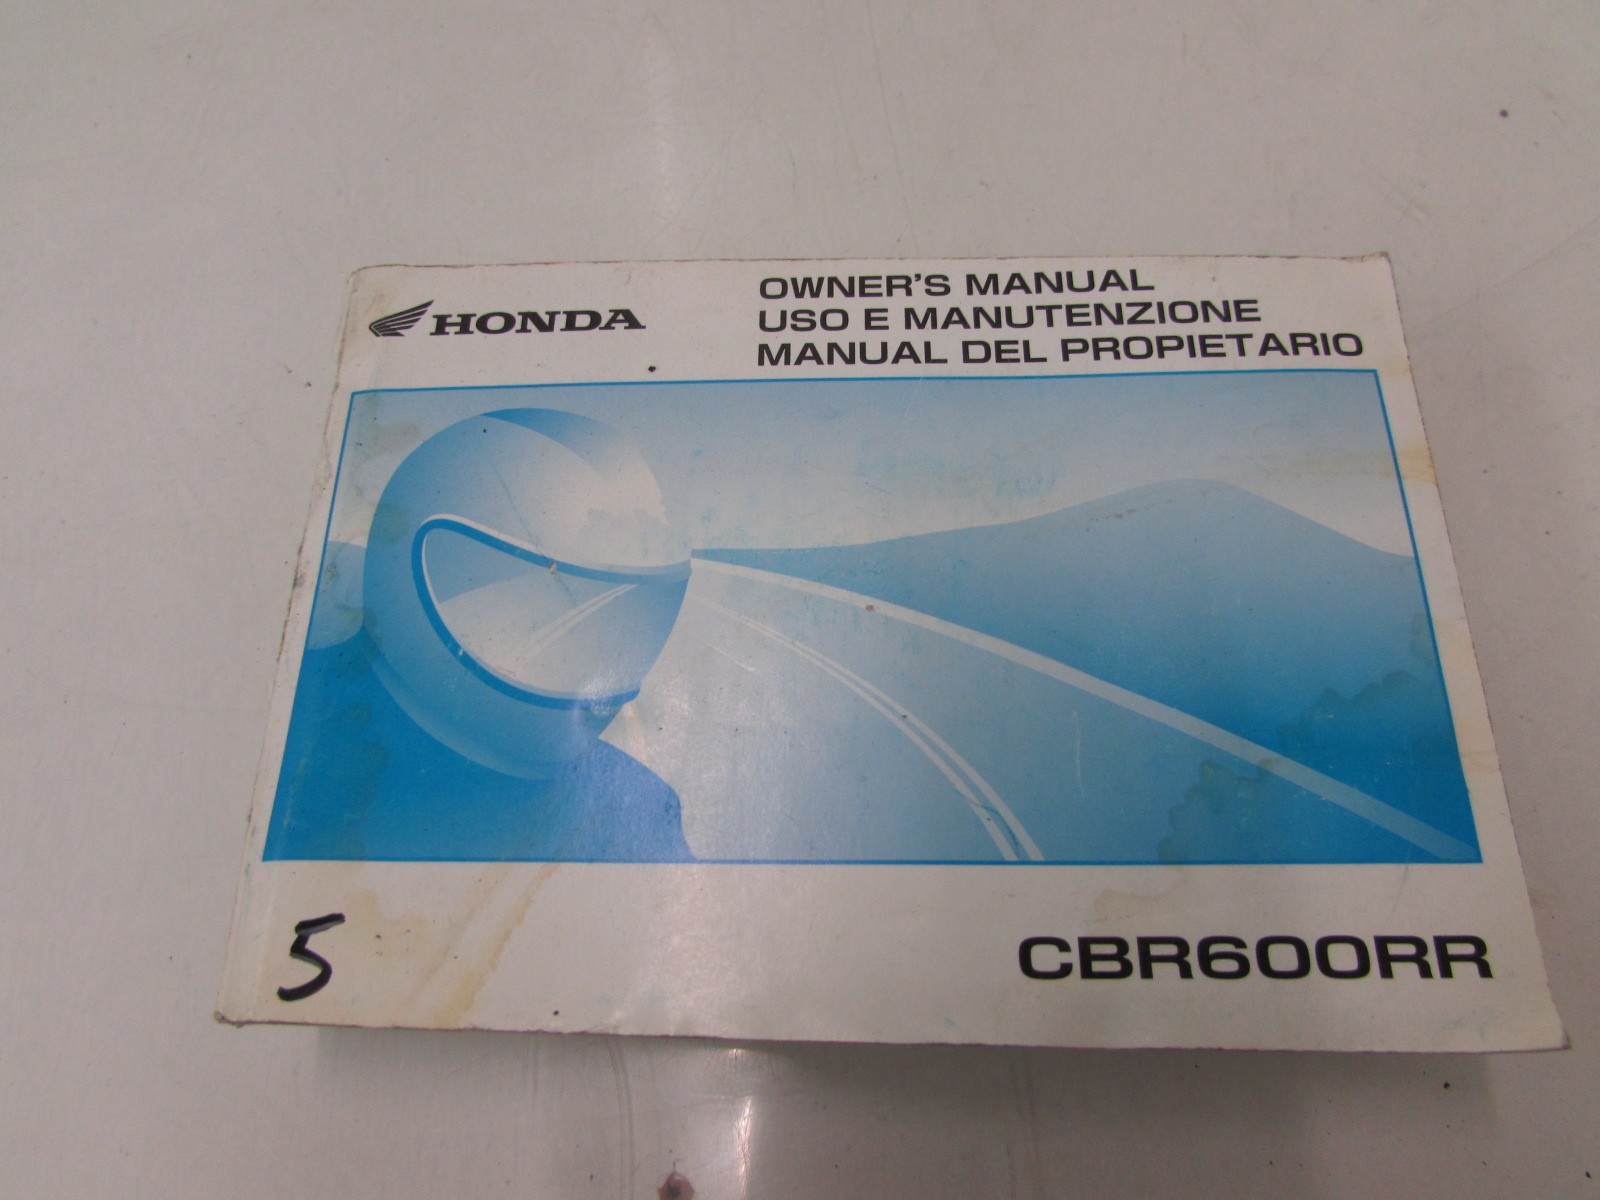 HONDA
OWNER'S MANUAL
USO E MANUTENZIONE
MANUAL DEL PROPIETARIO
5
CBR600RR